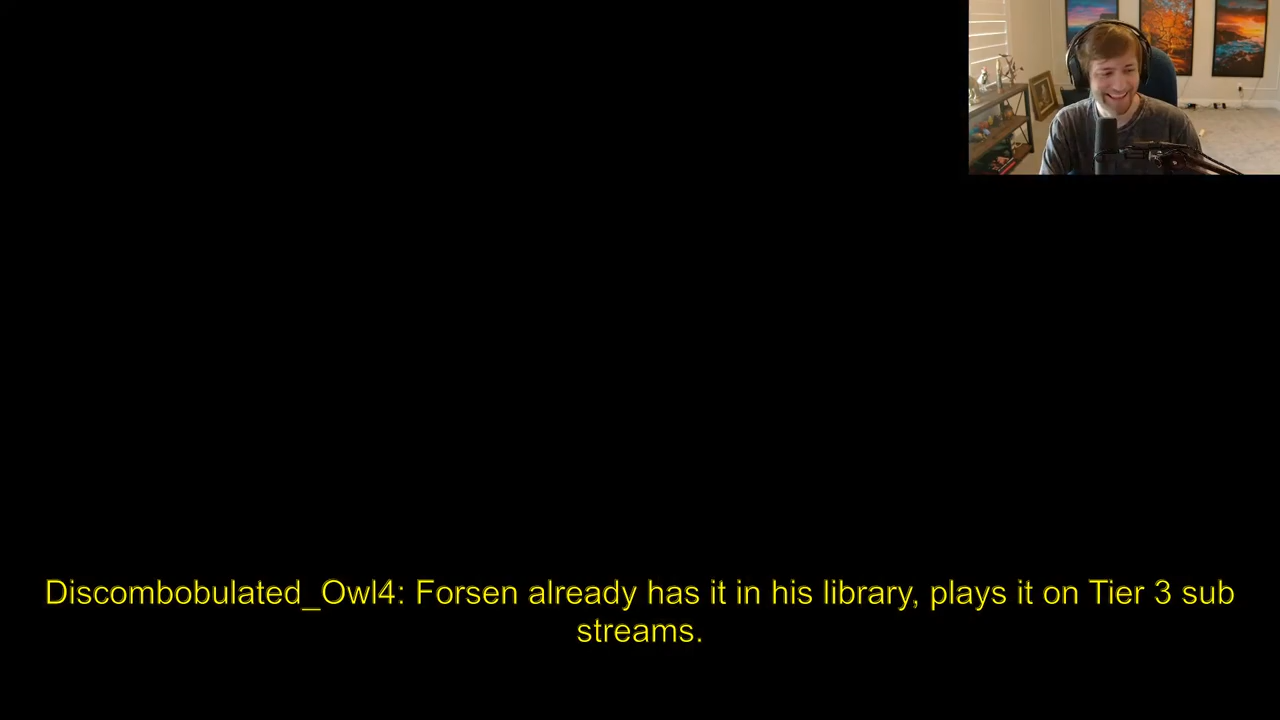 Discombobulated_Owl4: Forsen already has it in his library, plays it on Tier 3 sub
streams.